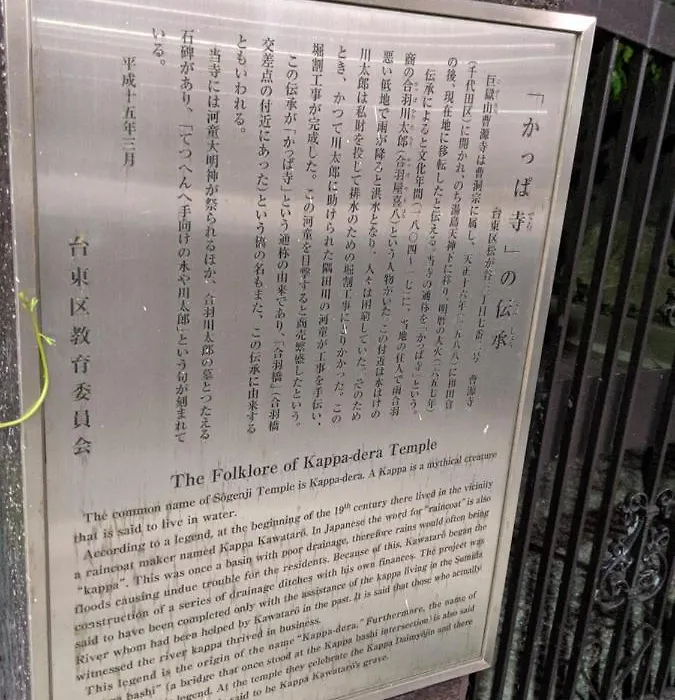 「かっぱ寺」の伝承
でら
でんしょう
台東区松が谷三丁目七番二号　曹源寺
巨嶽山曹源寺は曹洞宗に属し、天正十六年(一五八八)に和田倉
(千代田区)に開かれ、のち湯島天神下に移り、明暦の大火(一六五七年)
の後、現在地に移転したと伝える。当寺の通称を「かっぱ寺」という。
伝承によると文化年間(一八〇四〜一七)に、当地の住人で雨合羽
商の合羽川太郎(合羽屋喜八)という人物がいた。この付近は水はけの
悪い低地で雨が降ると洪水となり、人々は困窮していた。そのため
川太郎は私財を投じて排水のための堀割工事にとりかかった。この
とき、かつて川太郎に助けられた隅田川の河童が工事を手伝い、
堀割工事が完成した。この河童を目撃すると商売繁盛したという。
この伝承が「かっぱ寺」という通称の由来であり、「合羽橋」(合羽橋
交差点の付近にあった)という橋の名もまた、この伝承に由来する
ともいわれる。
当寺には河童大明神が祭られるほか、合羽川太郎の墓とつたえる
石碑があり、「てつへんへ手向けの水や川太郎」という句が刻まれて
いる。
平成十五年三月
台東区教育委員会
The Folklore of Kappa-dera Temple
The common name of Sōgenji Temple is Kappa-dera. A Kappa is a mythical creature
that is said to live in water.
According to a legend, at the beginning of the 19th century there lived in the vicinity
a raincoat maker named Kappa Kawatarō. In Japanese the word for "raincoat" is also
"kappa". This was once a basin with poor drainage, therefore rains would often bring
floods causing undue trouble for the residents. Because of this, Kawatarō began the
construction of a series of drainage ditches with his own finances. The project was
said to have been completed only with the assistance of the kappa living in the Sumida
River whom had been helped by Kawatarō in the past. It is said that those who actually
witnessed the river kappa thrived in business.
This legend is the origin of the name "Kappa-dera." Furthermore, the name of
bashi" (a bridge that once stood at the Kappa bashi intersection) is also said
legend. At the temple they celebrate the Kappa Daimyōjin and there
said to be Kappa Kawatarō's grave.